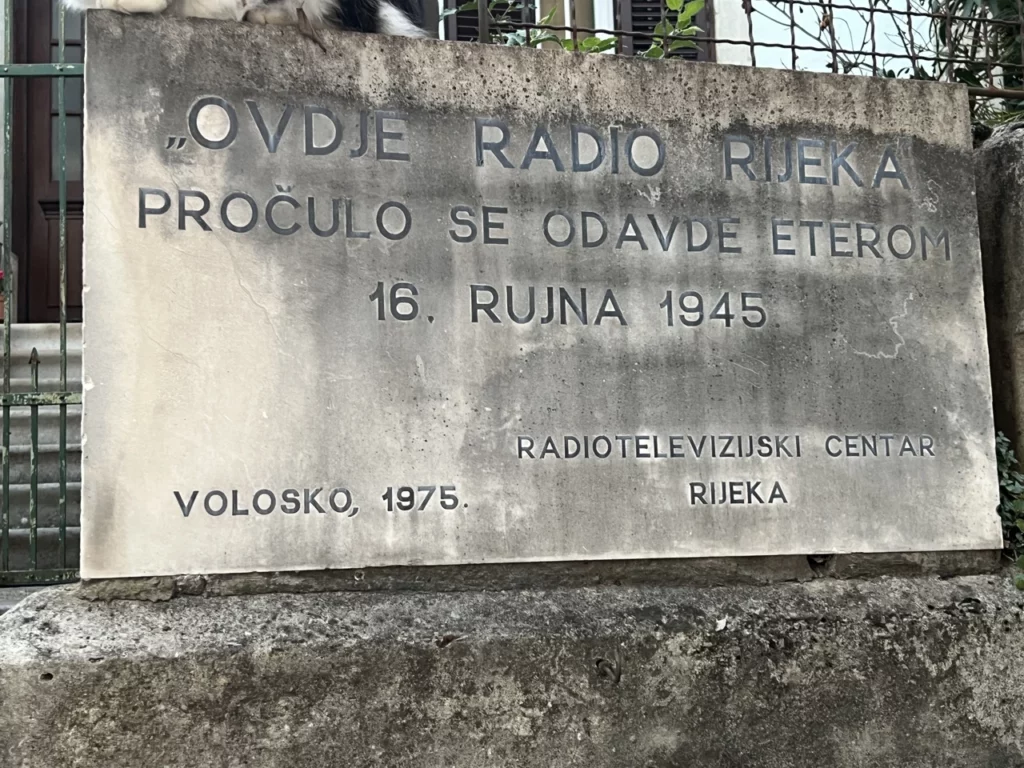 „OVDJE RADIO RIJEKA
PROČULO SE ODAVDE ETEROM
16. RUJNA 1945
RADIOTELEVIZIJSKI CENTAR
RIJEKA
VOLOSKO, 1975.